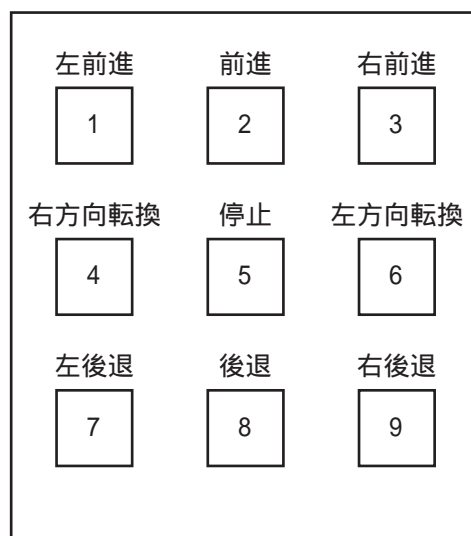 左前進 前進 右前進
1 2 3
右方向転換 停止 左方向転換
4 5 6
左後退 後退 右後退
7 8 9